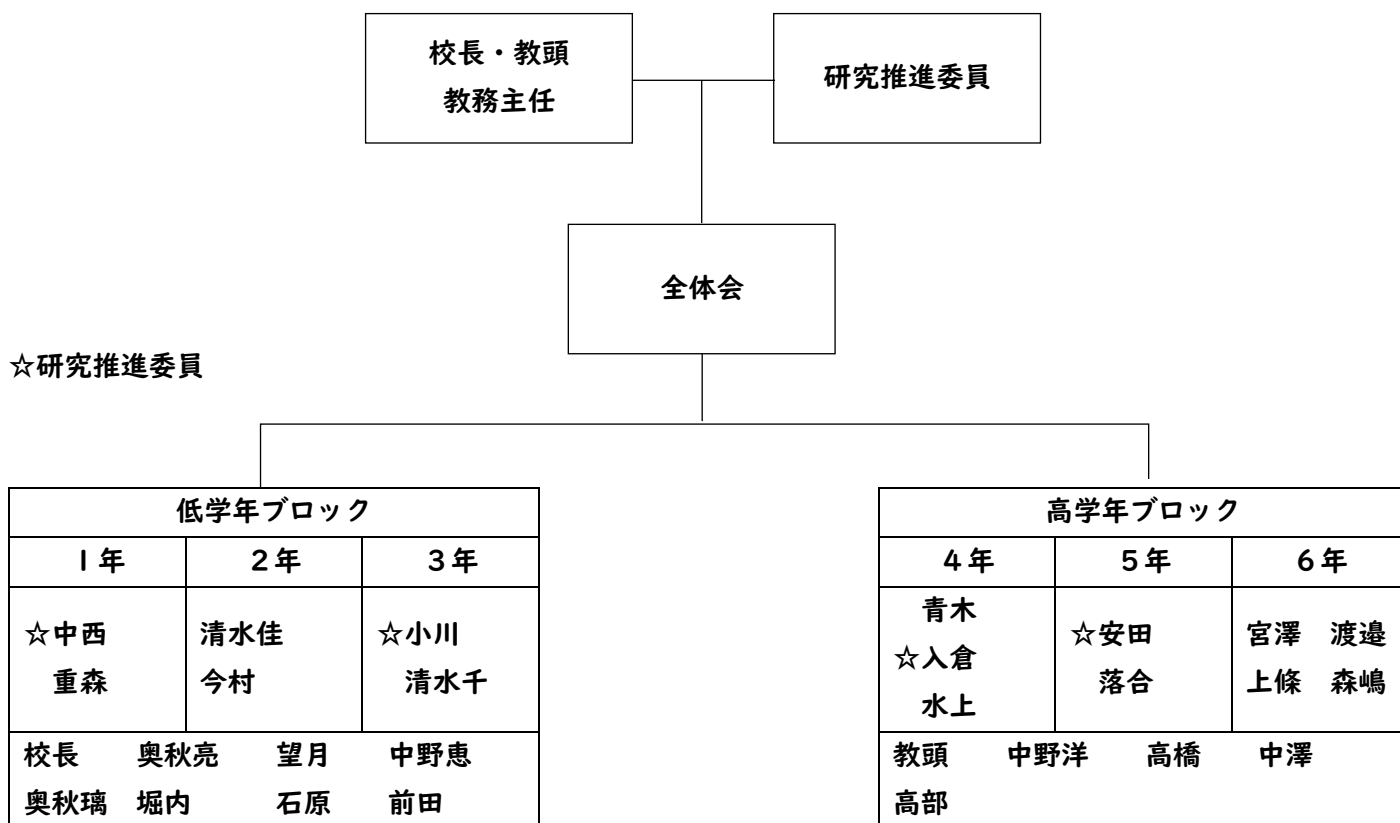 校長・教頭
教務主任
研究推進委員
全体会
☆研究推進委員
低学年ブロック
1年 2年 3年
☆中西
重森
清水佳
今村
☆小川
清水千
校長 奥秋亮 望月 中野恵
奥秋璃 堀内 石原 前田
高学年ブロック
4年 5年 6年
青木
☆入倉
水上
☆安田
落合
宮澤 渡邉
上條 森嶋
教頭 中野洋 高橋 中澤
高部